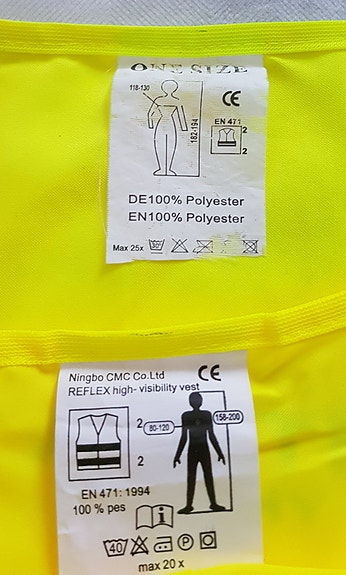 ONE SIZE
118-130
CE
182-194
EN 471
2
2
DE100% Polyester
EN100% Polyester
Max 25x
Ningbo CMC Co.Ltd
CE
REFLEX high- visibility vest
2
80-120
158-200
2
EN 471: 1994
100 % pes
i
40
P
max 20 x